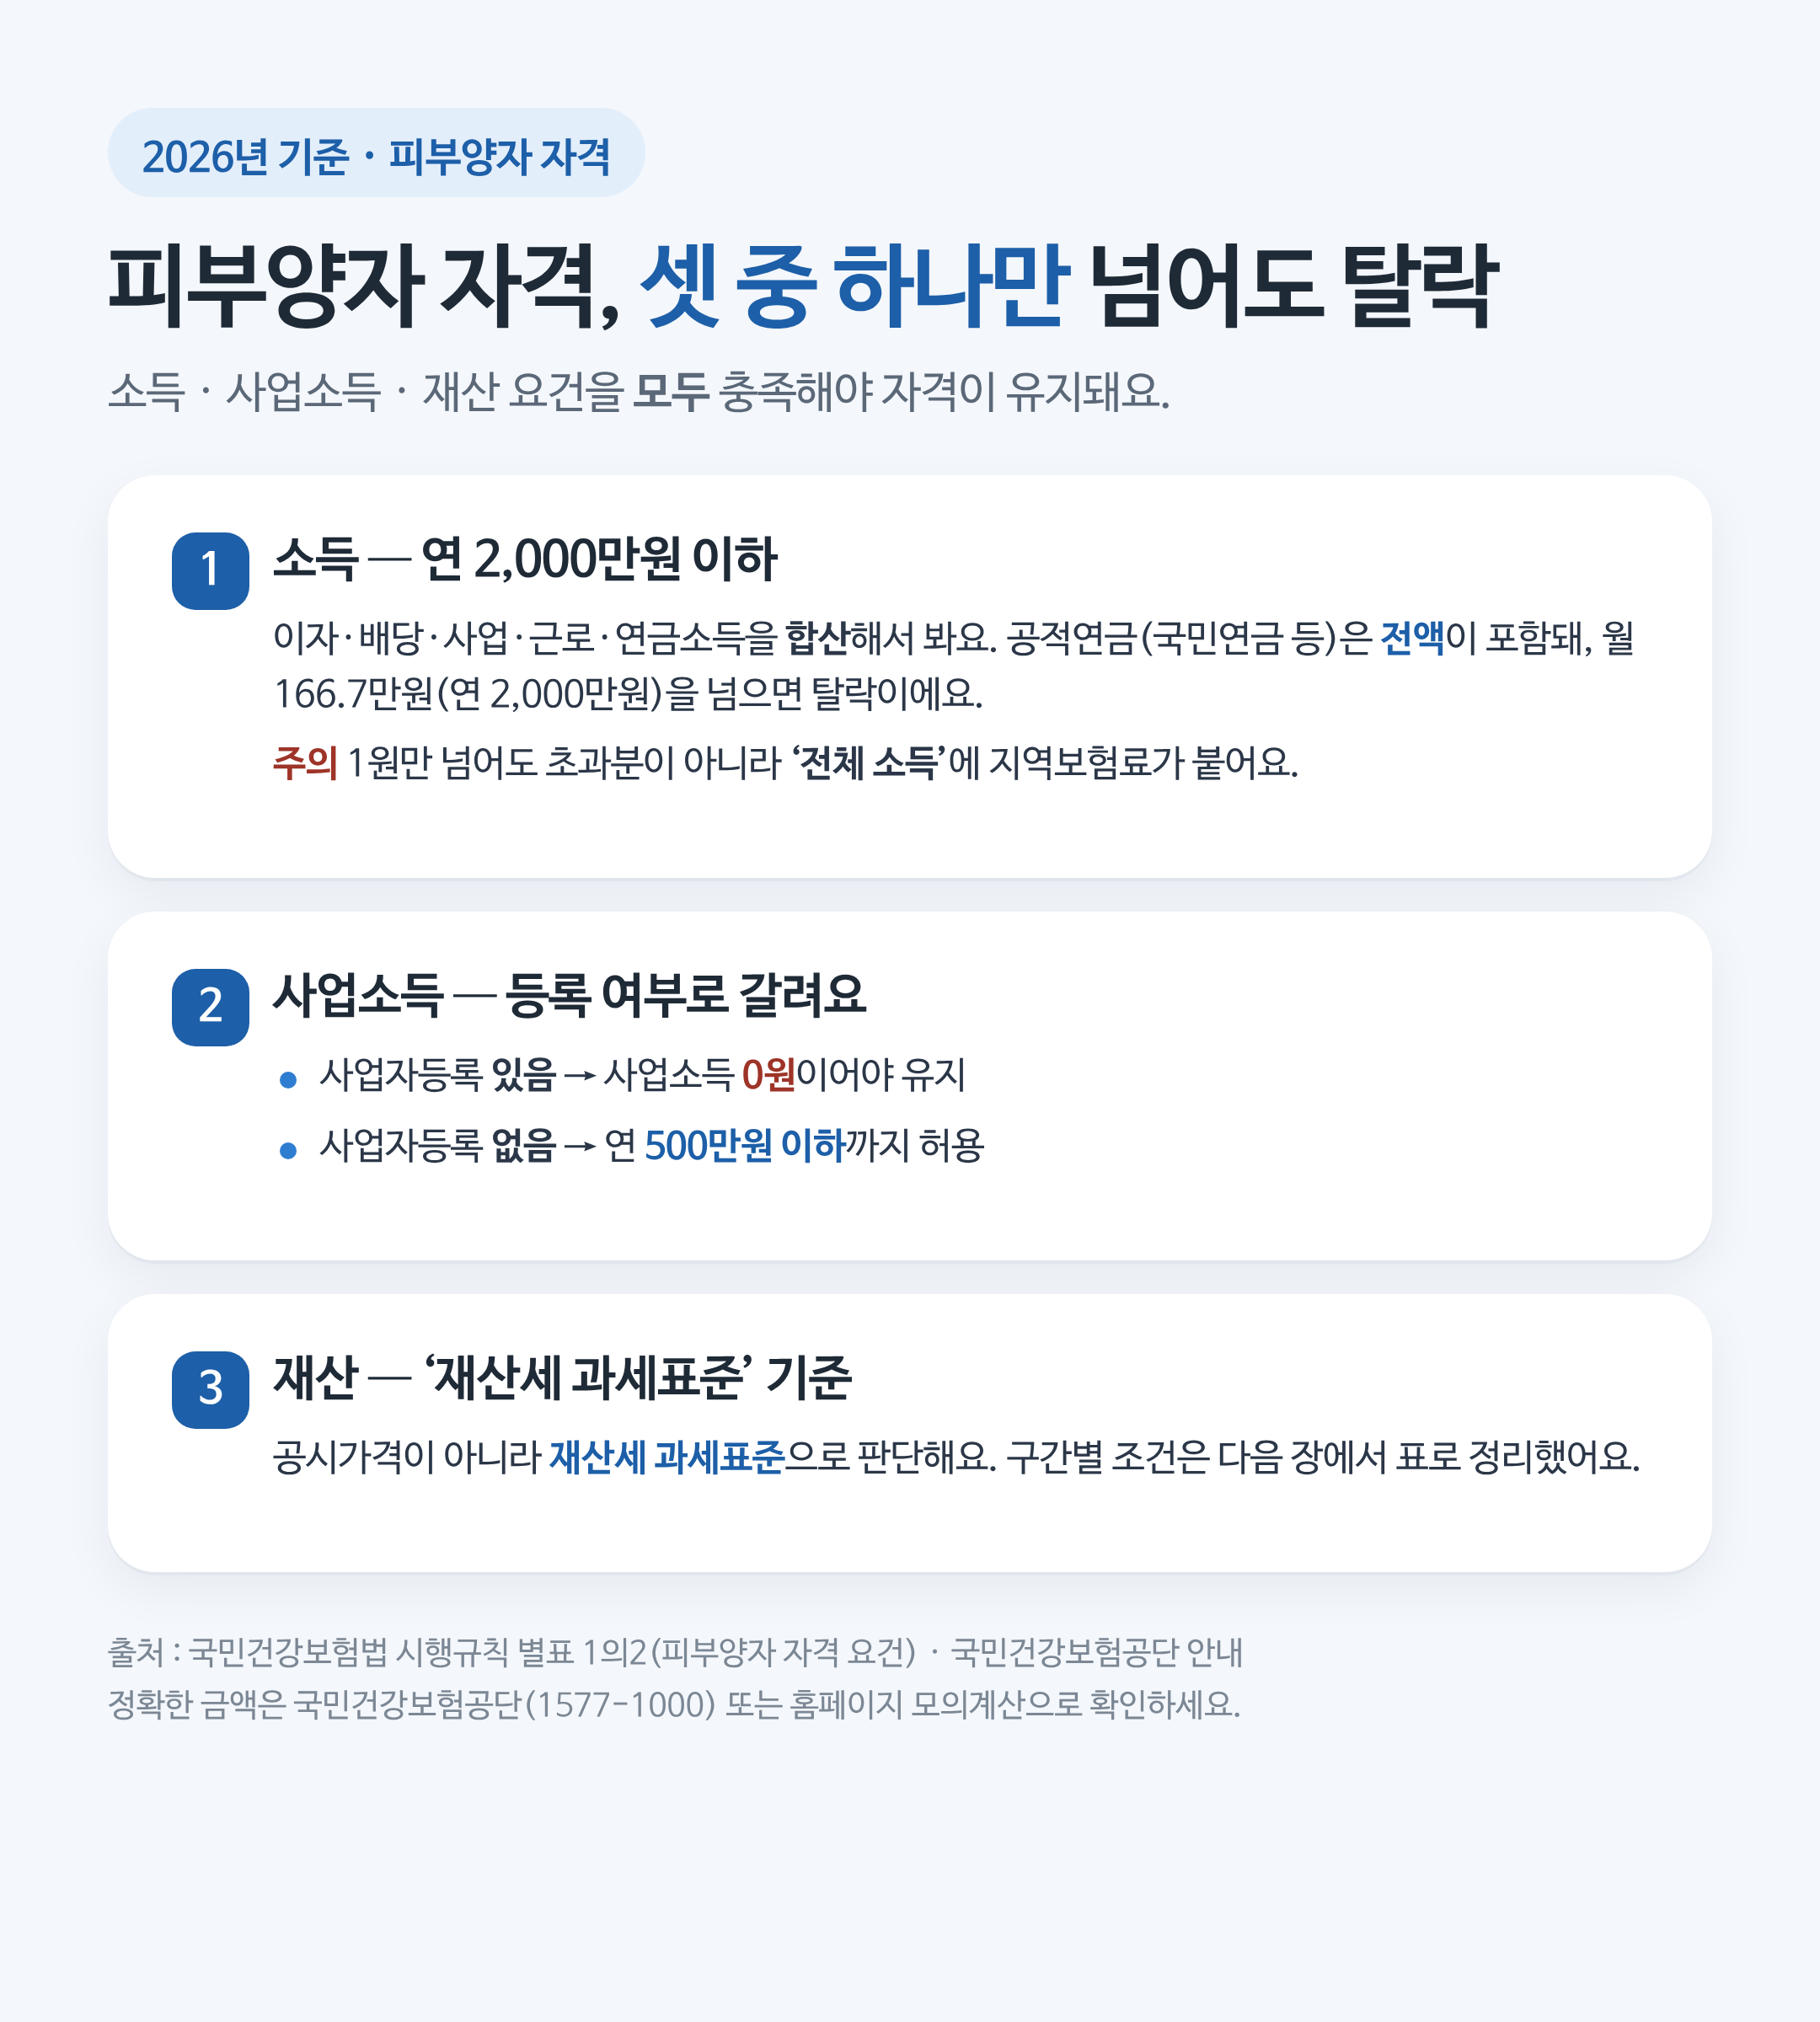 2026년 기준 · 피부양자 자격
피부양자 자격, 셋 중 하나만 넘어도 탈락
소득 · 사업소득 · 재산 요건을 모두 충족해야 자격이 유지돼요.
1 소득 — 연 2,000만원 이하
이자·배당·사업·근로·연금소득을 합산해서 봐요. 공적연금(국민연금 등)은 전액이 포함돼, 월
166.7만원(연 2,000만원)을 넘으면 탈락이에요.
주의 1원만 넘어도 초과분이 아니라 ‘전체 소득’에 지역보험료가 붙어요.
2 사업소득 — 등록 여부로 갈려요
● 사업자등록 있음 → 사업소득 0원이어야 유지
● 사업자등록 없음 → 연 500만원 이하까지 허용
3 재산 — ‘재산세 과세표준’ 기준
공시가격이 아니라 재산세 과세표준으로 판단해요. 구간별 조건은 다음 장에서 표로 정리했어요.
출처 : 국민건강보험법 시행규칙 별표 1의2(피부양자 자격 요건) · 국민건강보험공단 안내
정확한 금액은 국민건강보험공단(1577-1000) 또는 홈페이지 모의계산으로 확인하세요.